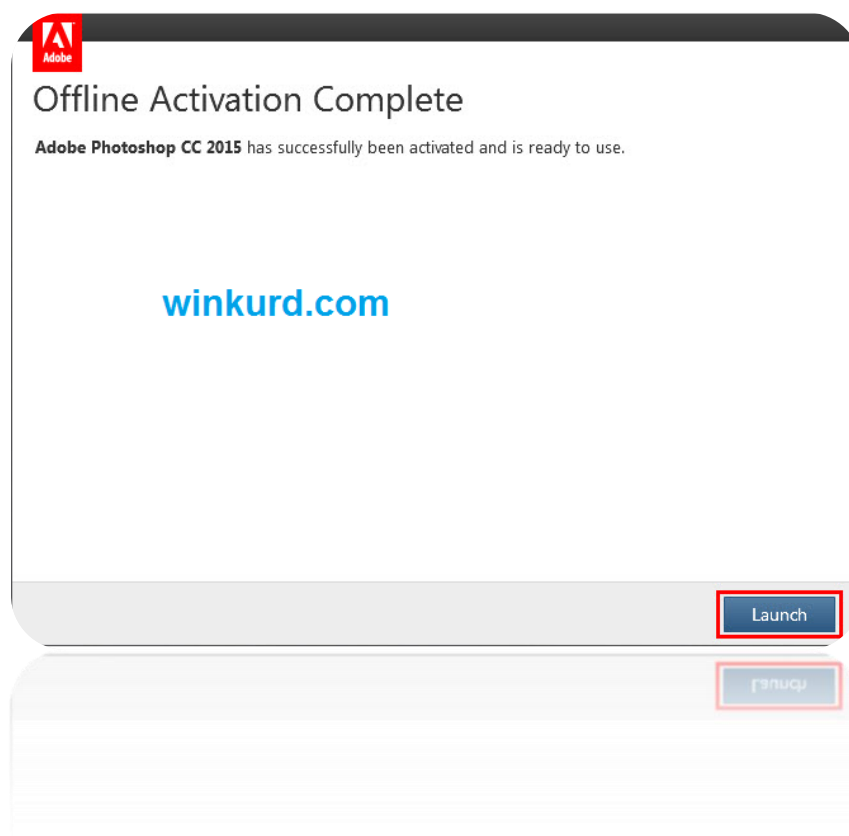 Adobe
Offline Activation Complete
Adobe Photoshop CC 2015 has successfully been activated and is ready to use.
winkurd.com
Launch
Launch